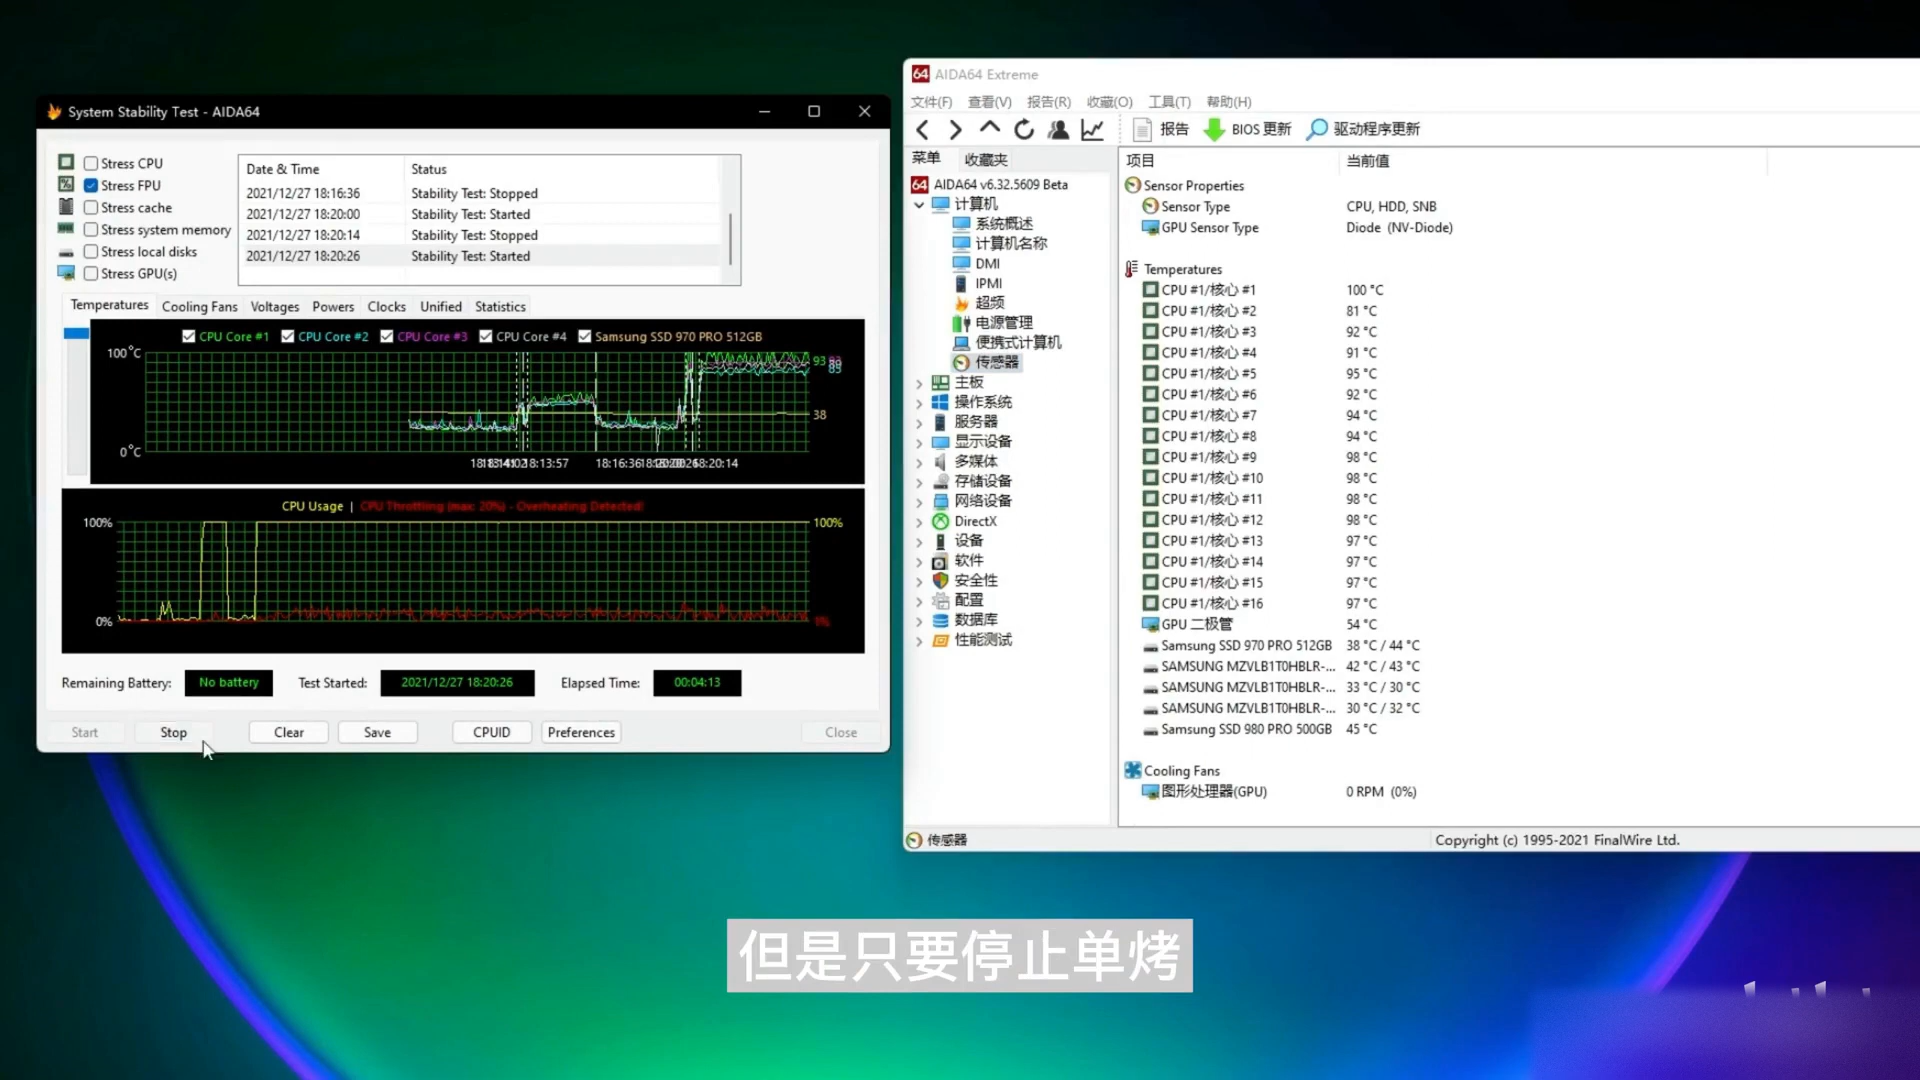 System Stability Test - AIDA64
Stress CPU
Stress FPU
Stress cache
Stress system memory
Stress local disks
Stress GPU(s)
Date & Time Status
2021/12/27 18:16:36 Stability Test: Stopped
2021/12/27 18:20:00 Stability Test: Started
2021/12/27 18:20:14 Stability Test: Stopped
2021/12/27 18:20:26 Stability Test: Started
Temperatures Cooling Fans Voltages Powers Clocks Unified Statistics
CPU Core #1 CPU Core #2 CPU Core #3 CPU Core #4 Samsung SSD 970 PRO 512GB
100°C
93
38
0°C
18:13:57 18:16:36 18:20:14
CPU Usage | CPU Throttling (max: 20%) - Overheating Detected!
100% 100%
0%
Remaining Battery: No battery Test Started: 2021/12/27 18:20:26 Elapsed Time: 00:04:13
Start Stop Clear Save CPUID Preferences Close
64 AIDA64 Extreme
文件(F) 查看(V) 报告(R) 收藏(O) 工具(T) 帮助(H)
报告 BIOS 更新 驱动程序更新
菜单 收藏夹
64 AIDA64 v6.32.5609 Beta
计算机
系统概述
计算机名称
DMI
IPMI
超频
电源管理
便携式计算机
传感器
主板
操作系统
服务器
显示设备
多媒体
存储设备
网络设备
DirectX
设备
软件
安全性
配置
数据库
性能测试
项目 当前值
Sensor Properties
Sensor Type CPU, HDD, SNB
GPU Sensor Type Diode (NV-Diode)
Temperatures
CPU #1/核心 #1 100 °C
CPU #1/核心 #2 81 °C
CPU #1/核心 #3 92 °C
CPU #1/核心 #4 91 °C
CPU #1/核心 #5 95 °C
CPU #1/核心 #6 92 °C
CPU #1/核心 #7 94 °C
CPU #1/核心 #8 94 °C
CPU #1/核心 #9 98 °C
CPU #1/核心 #10 98 °C
CPU #1/核心 #11 98 °C
CPU #1/核心 #12 98 °C
CPU #1/核心 #13 97 °C
CPU #1/核心 #14 97 °C
CPU #1/核心 #15 97 °C
CPU #1/核心 #16 97 °C
GPU 二极管 54 °C
Samsung SSD 970 PRO 512GB 38 °C / 44 °C
SAMSUNG MZVLB1T0HBLR-... 42 °C / 43 °C
SAMSUNG MZVLB1T0HBLR-... 33 °C / 30 °C
SAMSUNG MZVLB1T0HBLR-... 30 °C / 32 °C
Samsung SSD 980 PRO 500GB 45 °C
Cooling Fans
图形处理器(GPU) 0 RPM (0%)
传感器 Copyright (c) 1995-2021 FinalWire Ltd.
但是只要停止单烤